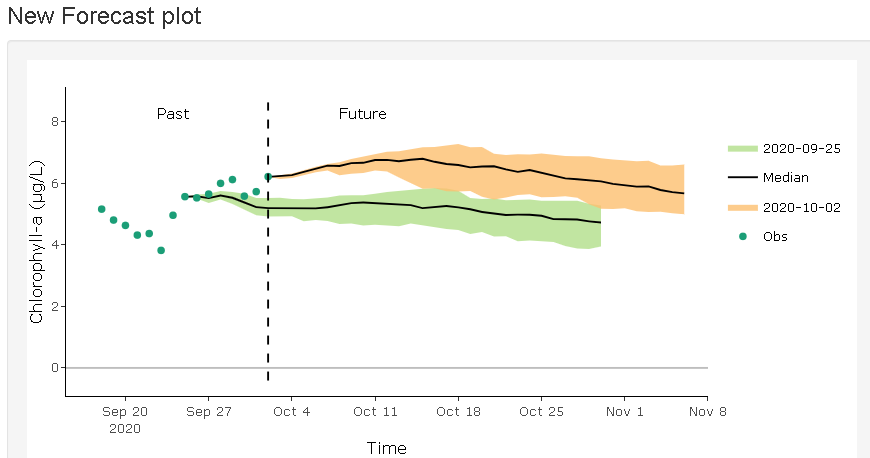 New Forecast plot
Past
Future
8
6
4
2
0
Chlorophyll-a (µg/L)
Sep 20
2020
Sep 27
Oct 4
Oct 11
Oct 18
Oct 25
Nov 1
Nov 8
Time
2020-09-25
Median
2020-10-02
Obs